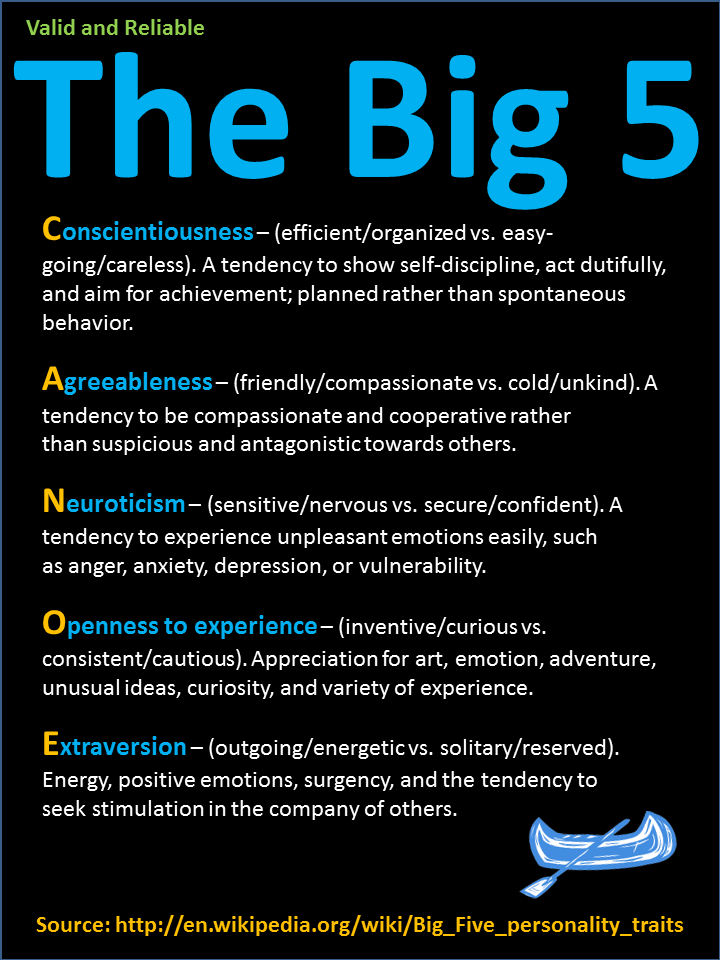 Valid and Reliable
The Big 5
Conscientiousness – (efficient/organized vs. easy-
going/careless). A tendency to show self-discipline, act dutifully,
and aim for achievement; planned rather than spontaneous
behavior.
Agreeableness – (friendly/compassionate vs. cold/unkind). A
tendency to be compassionate and cooperative rather
than suspicious and antagonistic towards others.
Neuroticism – (sensitive/nervous vs. secure/confident). A
tendency to experience unpleasant emotions easily, such
as anger, anxiety, depression, or vulnerability.
Openness to experience – (inventive/curious vs.
consistent/cautious). Appreciation for art, emotion, adventure,
unusual ideas, curiosity, and variety of experience.
Extraversion – (outgoing/energetic vs. solitary/reserved).
Energy, positive emotions, surgency, and the tendency to
seek stimulation in the company of others.
Source: http://en.wikipedia.org/wiki/Big_Five_personality_traits